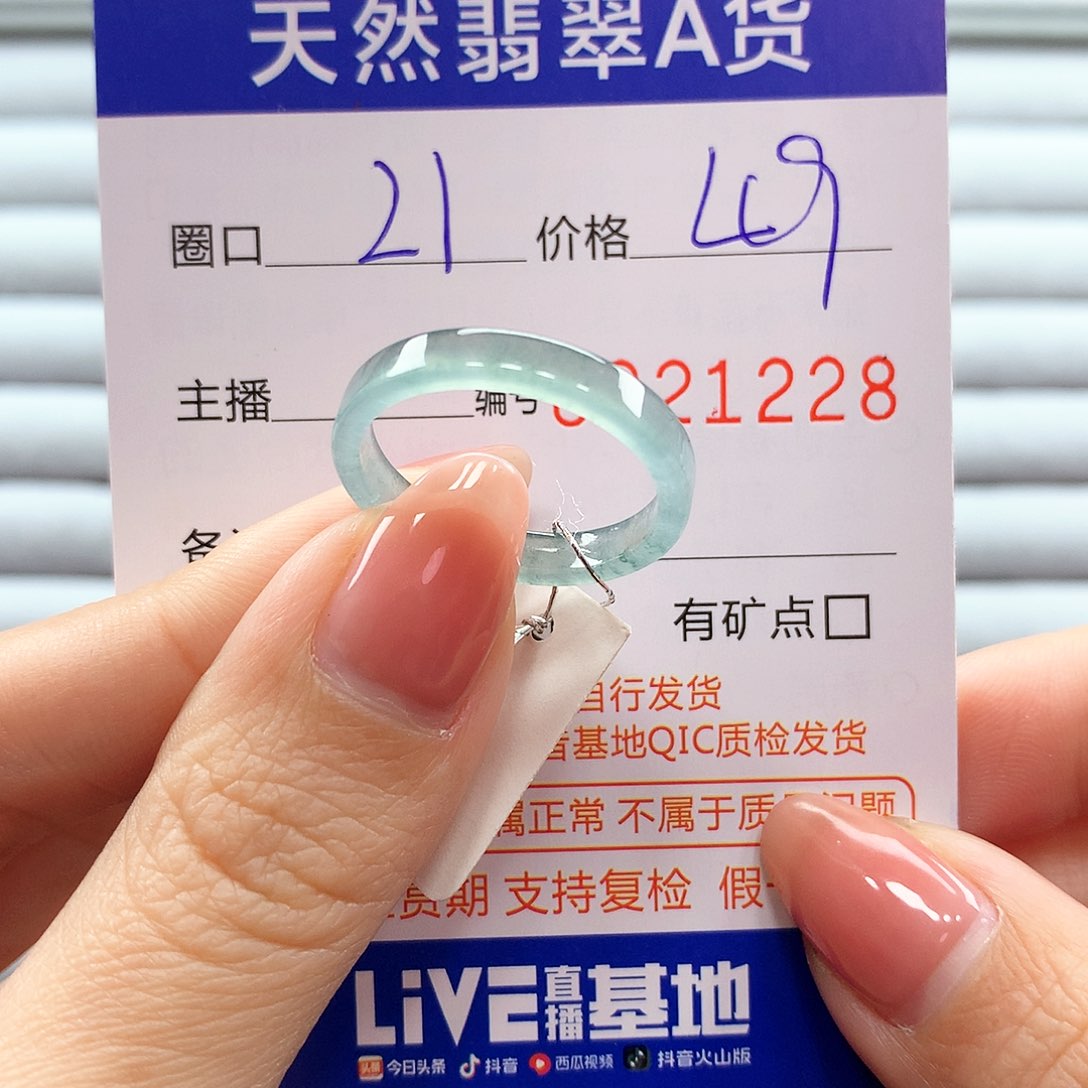 天然翡翠A货
圈口 21 价格 49
主播 编号 21228
有矿点□
自行发货
基地QIC质检发货
属正常 不属于质
货期 支持复检 假一
LiVE直播基地
今日头条 抖音 西瓜视频 抖音火山版